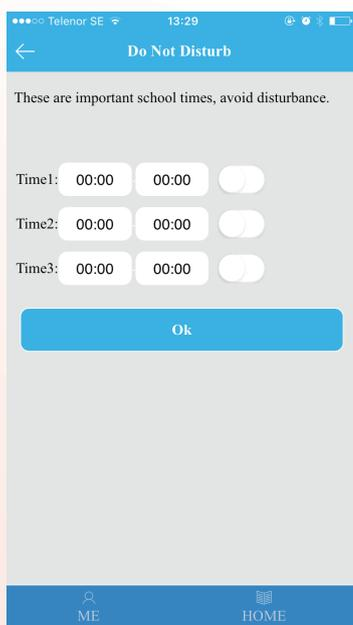 Telenor SE 13:29
Do Not Disturb
These are important school times, avoid disturbance.
Time1: 00:00 00:00
Time2: 00:00 00:00
Time3: 00:00 00:00
Ok
ME HOME